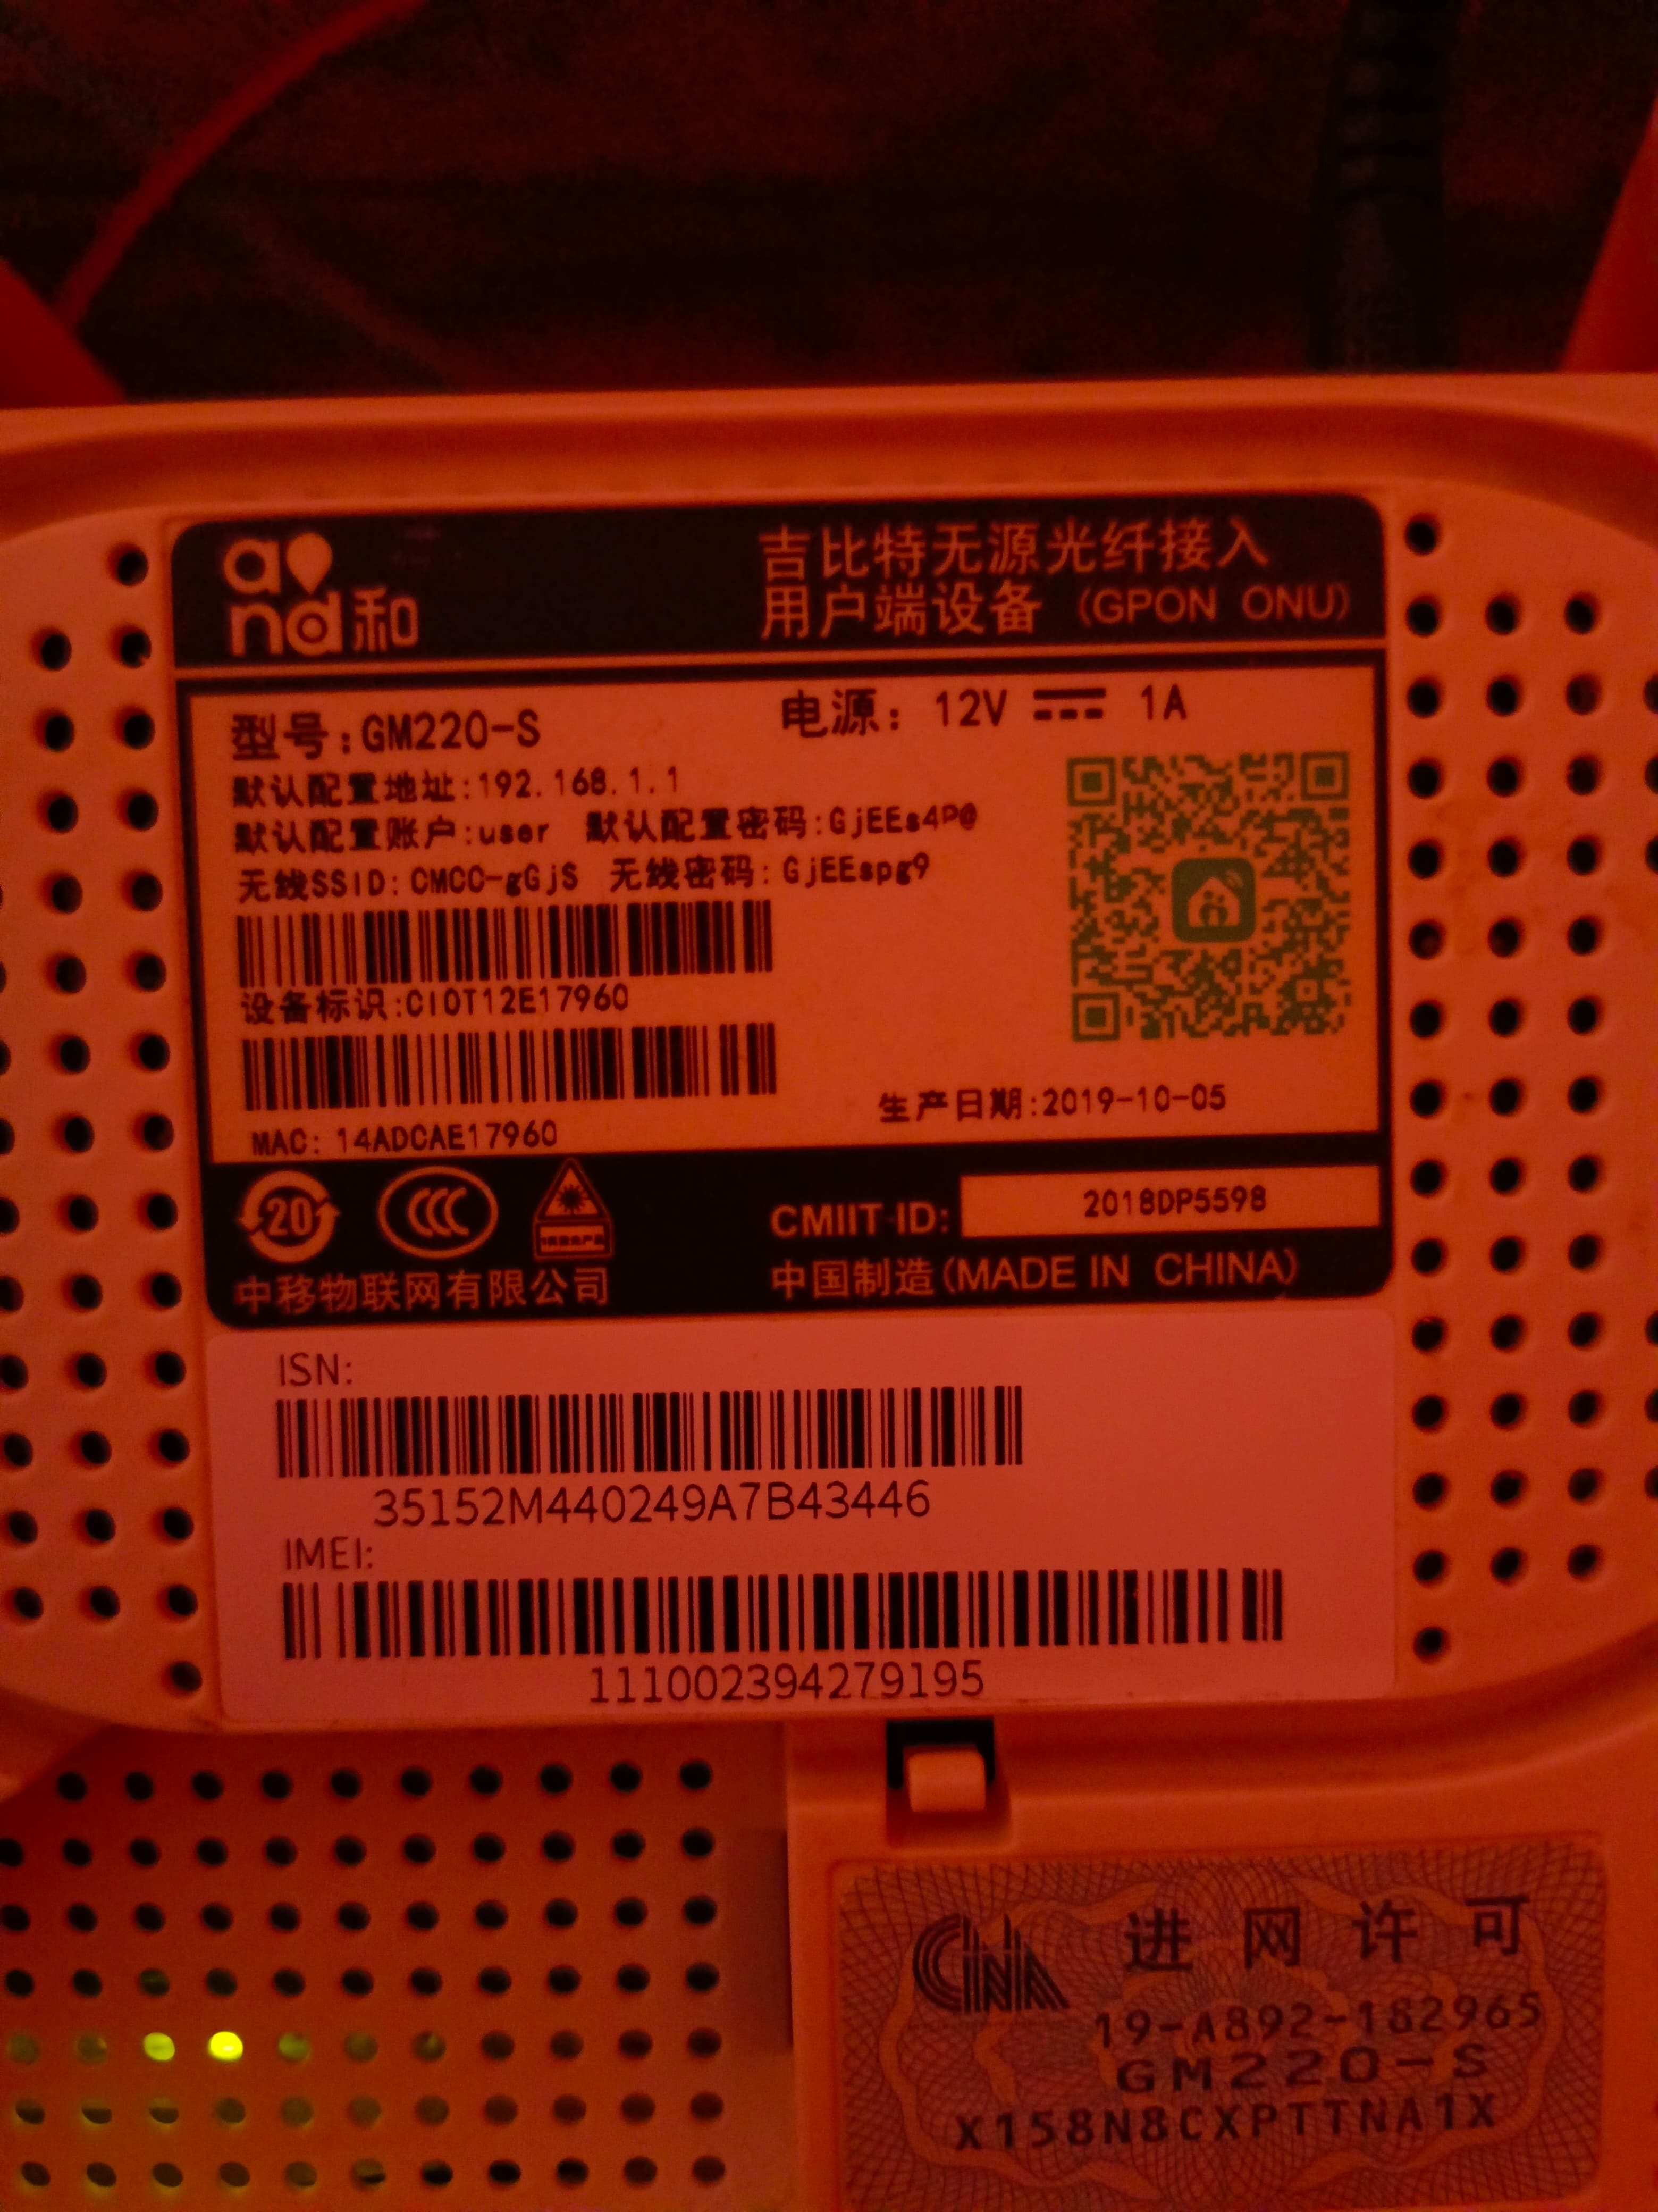 and和
吉比特无源光纤接入
用户端设备 (GPON ONU)
型号:GM220-S 电源: 12V 1A
默认配置地址:192.168.1.1
默认配置账户:user 默认配置密码:GjEEs4P@
无线SSID:CMCC-gGjS 无线密码:GjEEspg9
设备标识:CIOT12E17960
生产日期:2019-10-05
MAC: 14ADCAE17960
20
CCC
CMIIT ID: 2018DP5598
中移物联网有限公司 中国制造(MADE IN CHINA)
ISN:
35152M440249A7B43446
IMEI:
111002394279195
CNA 进网许可
19-A892-182965
GM220-S
X158N8CXPTTNA1X